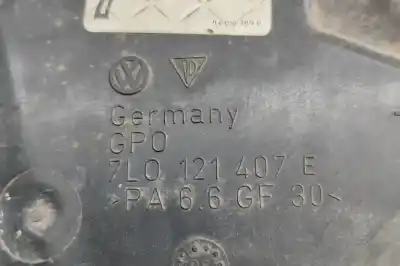 Germany
GPO
7L0 121 407 E
>PA 6.6 GF 30<